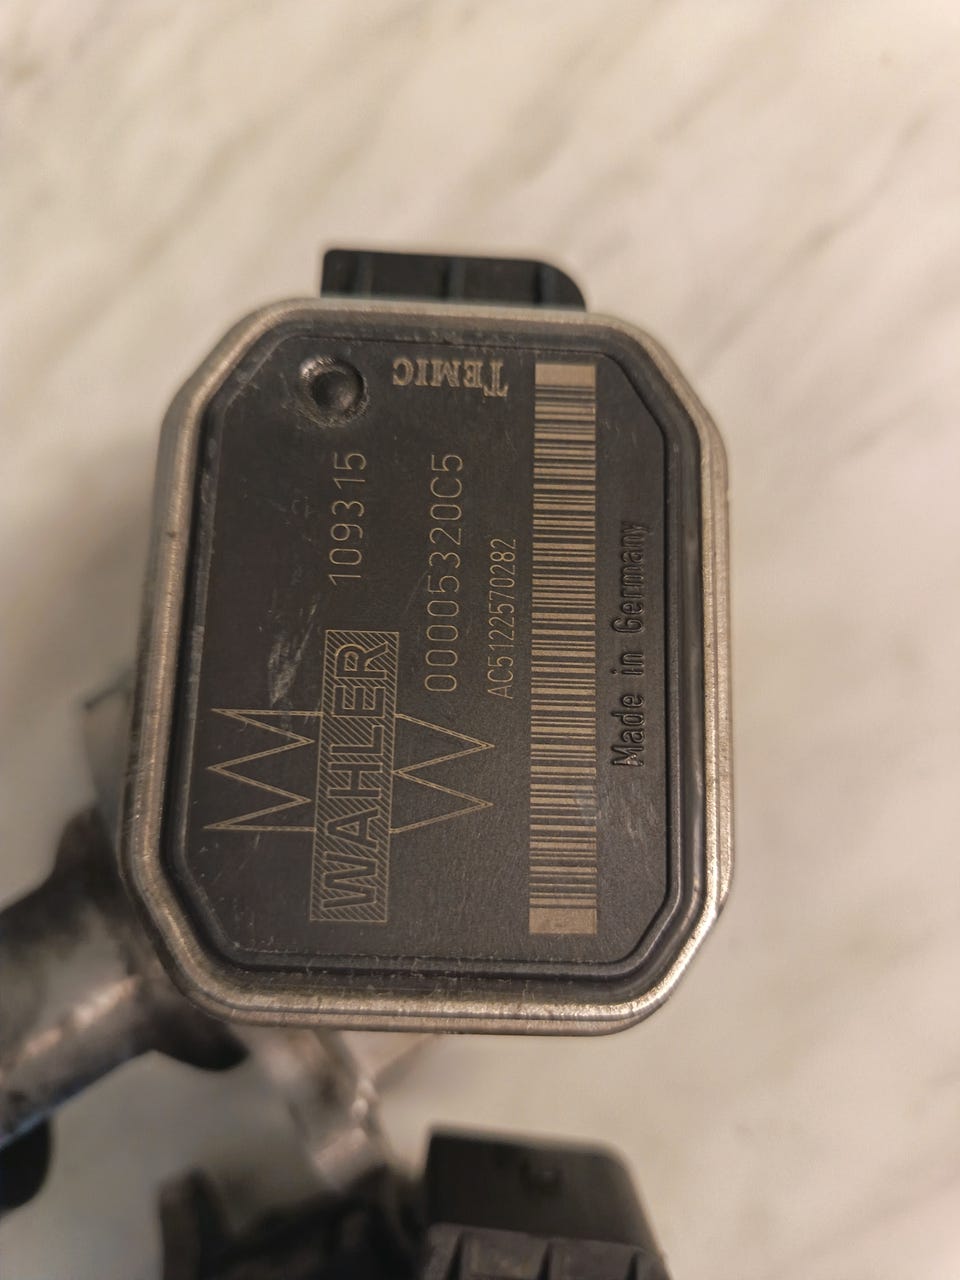 WAHLER 109315
00005320C5
AC5122570282
TEMIC
Made in Germany